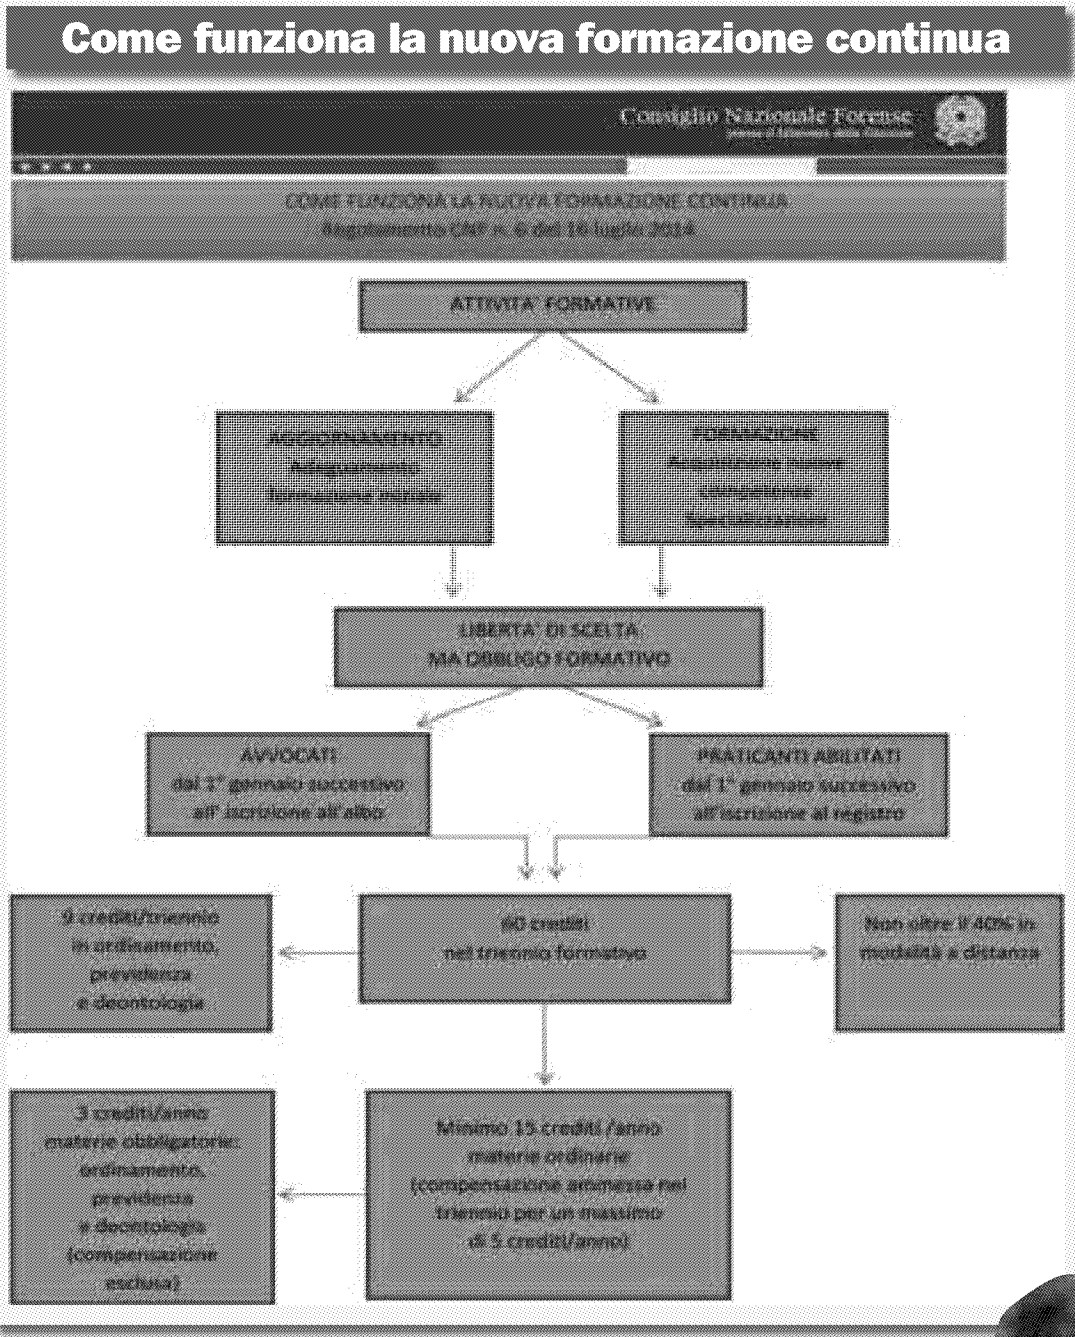 Come funziona la nuova formazione continua
Consiglio Nazionale Forense
presso il Ministero della Giustizia
COME FUNZIONA LA NUOVA FORMAZIONE CONTINUA
Regolamento CNF n. 6 del 16 luglio 2014
ATTIVITA' FORMATIVE
AGGIORNAMENTO
Adeguamento
formazione iniziale
FORMAZIONE
Acquisizione nuove
competenze
Specializzazioni
LIBERTA' DI SCELTA
MA OBBLIGO FORMATIVO
AVVOCATI
dal 1° gennaio successivo
all' iscrizione all'albo
PRATICANTI ABILITATI
dal 1° gennaio successivo
all'iscrizione al registro
9 crediti/triennio
in ordinamento,
previdenza
e deontologia
60 crediti
nel triennio formativo
Non oltre il 40% in
modalità a distanza
3 crediti/anno
materie obbligatorie:
ordinamento,
previdenza
e deontologia
(compensazione
esclusa)
Minimo 15 crediti /anno
materie ordinarie
(compensazione ammessa nel
triennio per un massimo
di 5 crediti/anno)